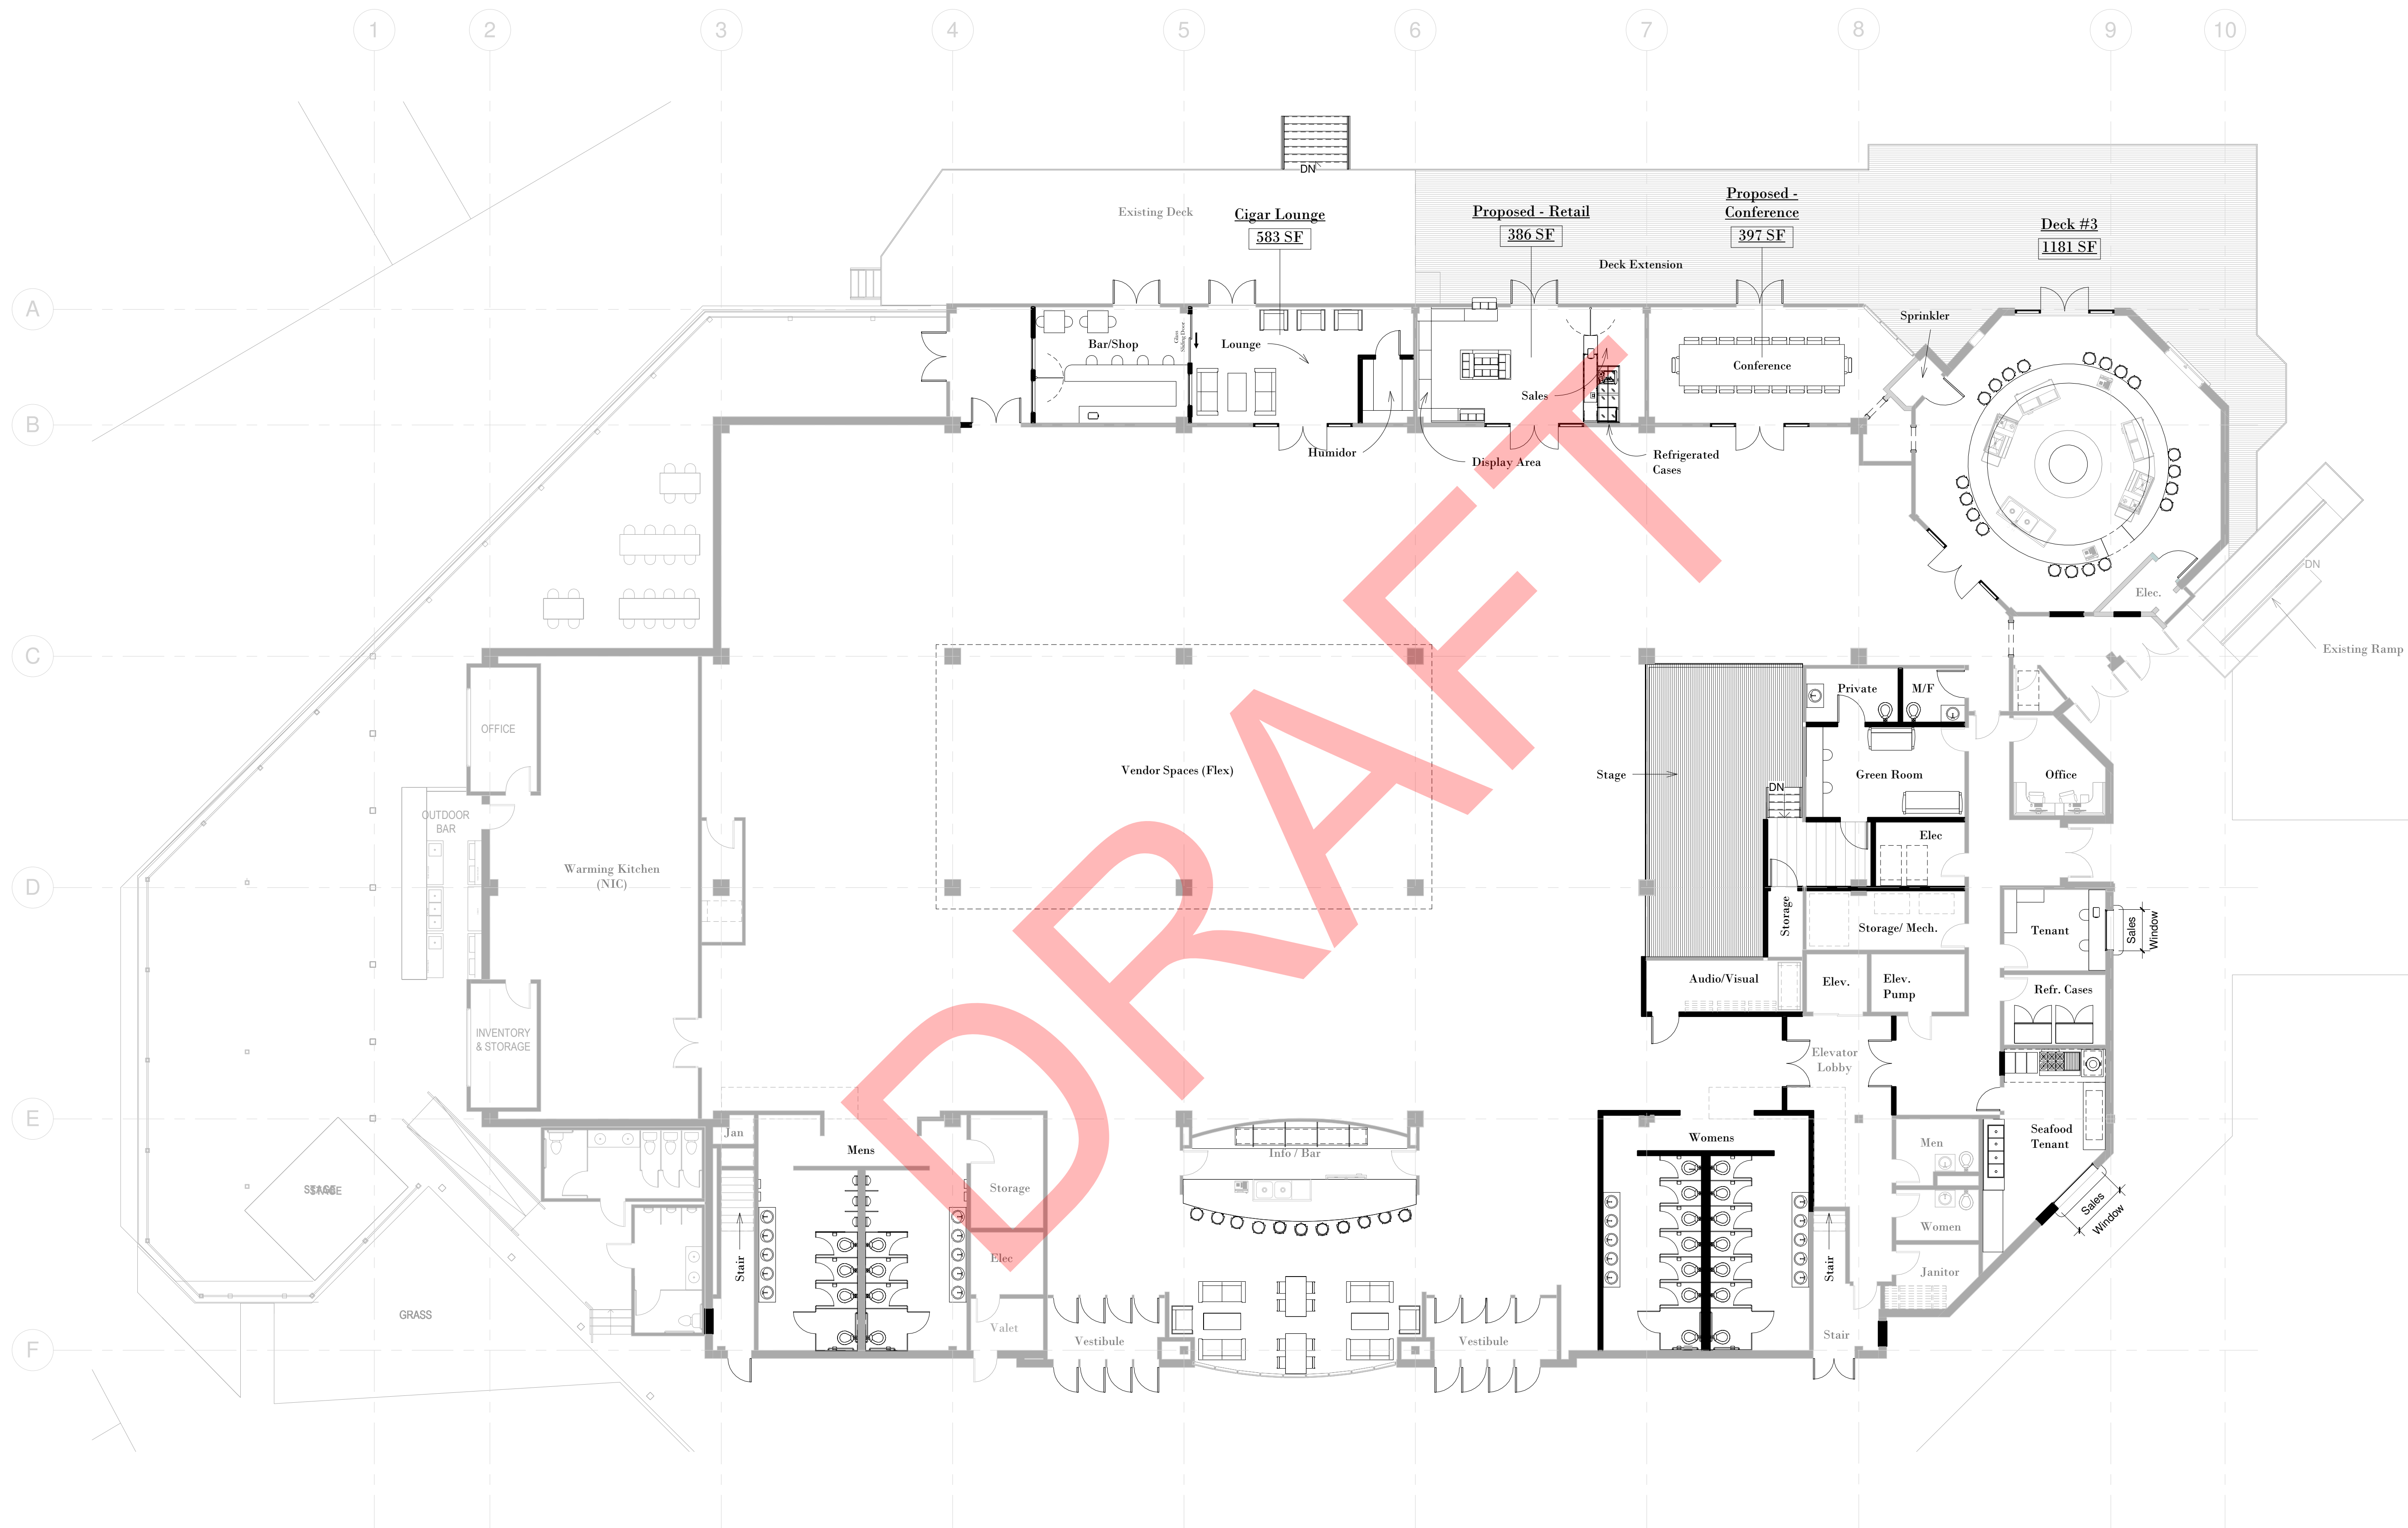 1 2 3 4 5 6 7 8 9 10
DN
Proposed -
Conference
397 SF
Cigar Lounge
583 SF
Proposed - Retail
386 SF
Existing Deck
Deck #3
1181 SF
Deck Extension
A
Sprinkler
Bar/Shop
Glass
Sliding Door
Lounge
Conference
Sales
B
Humidor
Display Area
Refrigerated
Cases
DN
Elec.
Existing Ramp
C
Private
M/F
OFFICE
Vendor Spaces (Flex)
Stage
Green Room
Office
DN
OUTDOOR
BAR
Elec
Warming Kitchen
(NIC)
D
Storage
Storage/ Mech.
Tenant
Sales
Window
Audio/Visual
Elev.
Elev.
Pump
Refr. Cases
INVENTORY
& STORAGE
Elevator
Lobby
E
Jan
Mens
Info / Bar
Womens
Men
Seafood
Tenant
STAGE
STAGE
Storage
Sales
Window
Women
Stair
Elec
Stair
Janitor
GRASS
Valet
Vestibule
Vestibule
Stair
F
DRAFT